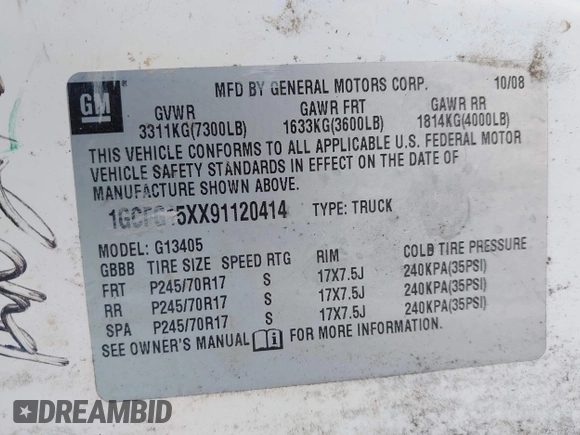 GM
MFD BY GENERAL MOTORS CORP. 10/08
GVWR GAWR FRT GAWR RR
3311KG(7300LB) 1633KG(3600LB) 1814KG(4000LB)
THIS VEHICLE CONFORMS TO ALL APPLICABLE U.S. FEDERAL MOTOR
VEHICLE SAFETY STANDARDS IN EFFECT ON THE DATE OF
MANUFACTURE SHOWN ABOVE.
1GCFG15XX91120414 TYPE: TRUCK
MODEL: G13405
GBBB TIRE SIZE SPEED RTG RIM COLD TIRE PRESSURE
FRT P245/70R17 S 17X7.5J 240KPA(35PSI)
RR P245/70R17 S 17X7.5J 240KPA(35PSI)
SPA P245/70R17 S 17X7.5J 240KPA(35PSI)
SEE OWNER'S MANUAL FOR MORE INFORMATION.
DREAMBID